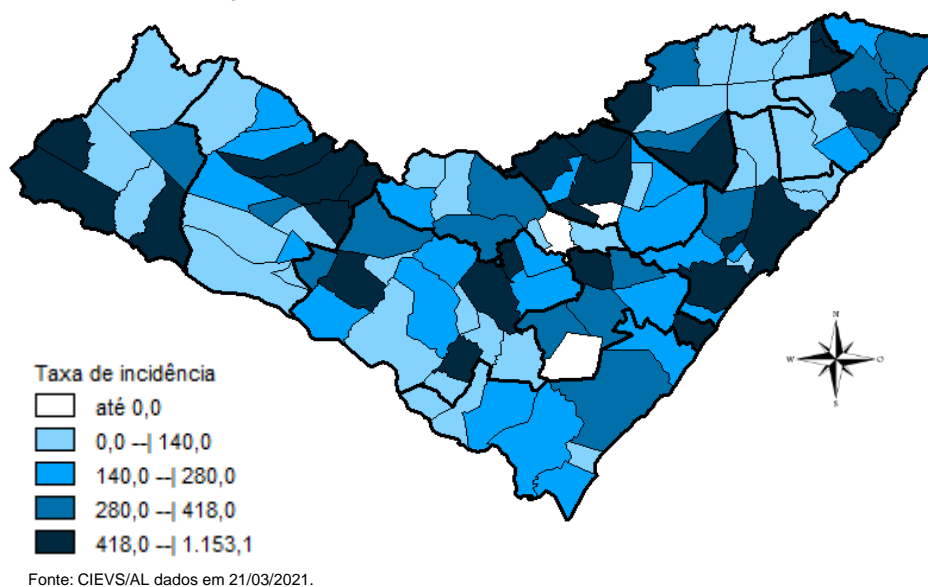 Taxa de incidência
até 0,0
0,0 --| 140,0
140,0 --| 280,0
280,0 --| 418,0
418,0 --| 1.153,1
N
W
O
S
Fonte: CIEVS/AL dados em 21/03/2021.